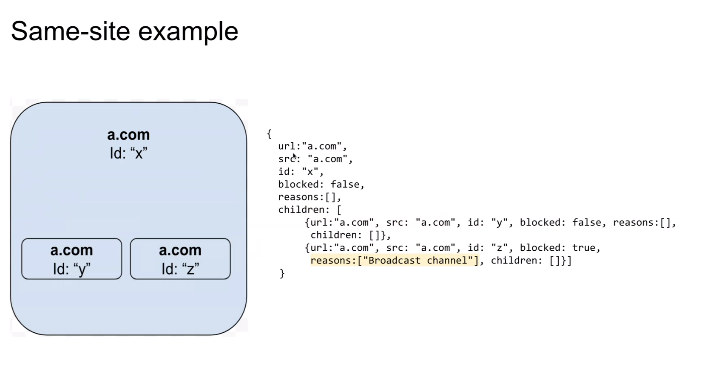 Same-site example
a.com
Id: “x”
a.com
Id: “y”
a.com
Id: “z”
{
url:"a.com",
src: "a.com",
id: "x",
blocked: false,
reasons:[],
children: [
{url:"a.com", src: "a.com", id: "y", blocked: false, reasons:[],
children: []},
{url:"a.com", src: "a.com", id: "z", blocked: true,
reasons:["Broadcast channel"], children: []}]
}